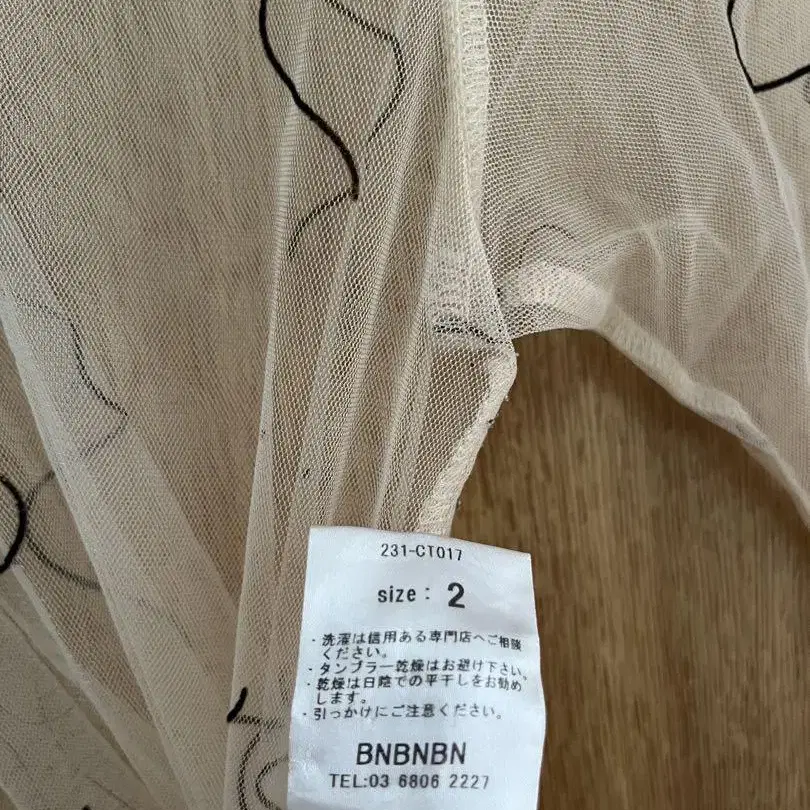 231-CT017
size: 2
・洗濯は信用ある専門店へご相談
ください。
・タンブラー乾燥はお避け下さい。
・乾燥は日陰での平干しをお勧め
します。
・引っかけにご注意ください。
BNBNBN
TEL:03 6806 2227